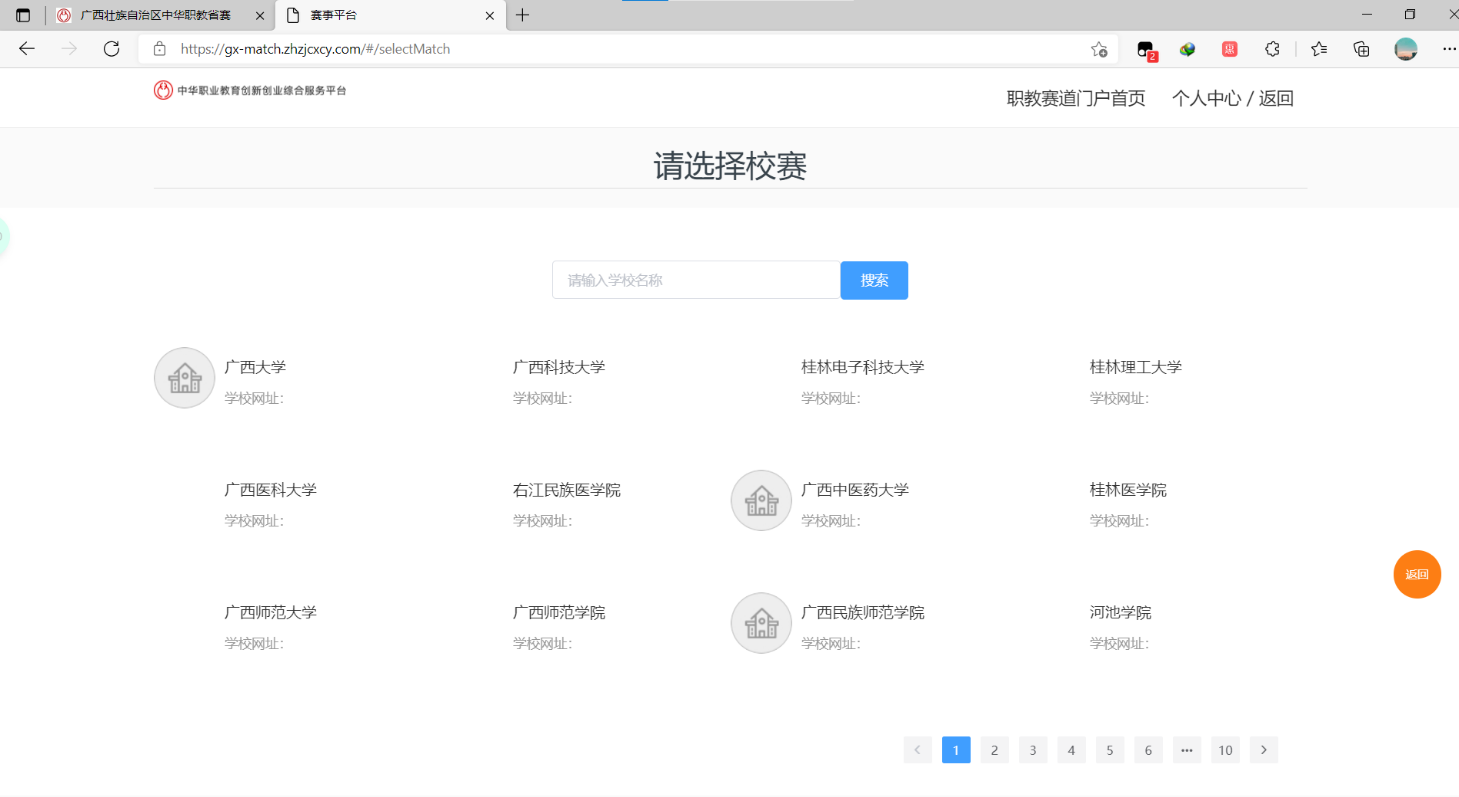 广西壮族自治区中华职教省赛
赛事平台
https://gx-match.zhzjcxcy.com/#/selectMatch
2
中华职业教育创新创业综合服务平台
职教赛道门户首页 个人中心 / 返回
请选择校赛
请输入学校名称 搜索
广西大学 广西科技大学 桂林电子科技大学 桂林理工大学
学校网址: 学校网址: 学校网址: 学校网址:
广西医科大学 右江民族医学院 广西中医药大学 桂林医学院
学校网址: 学校网址: 学校网址: 学校网址:
返回
广西师范大学 广西师范学院 广西民族师范学院 河池学院
学校网址: 学校网址: 学校网址: 学校网址:
1 2 3 4 5 6 ••• 10